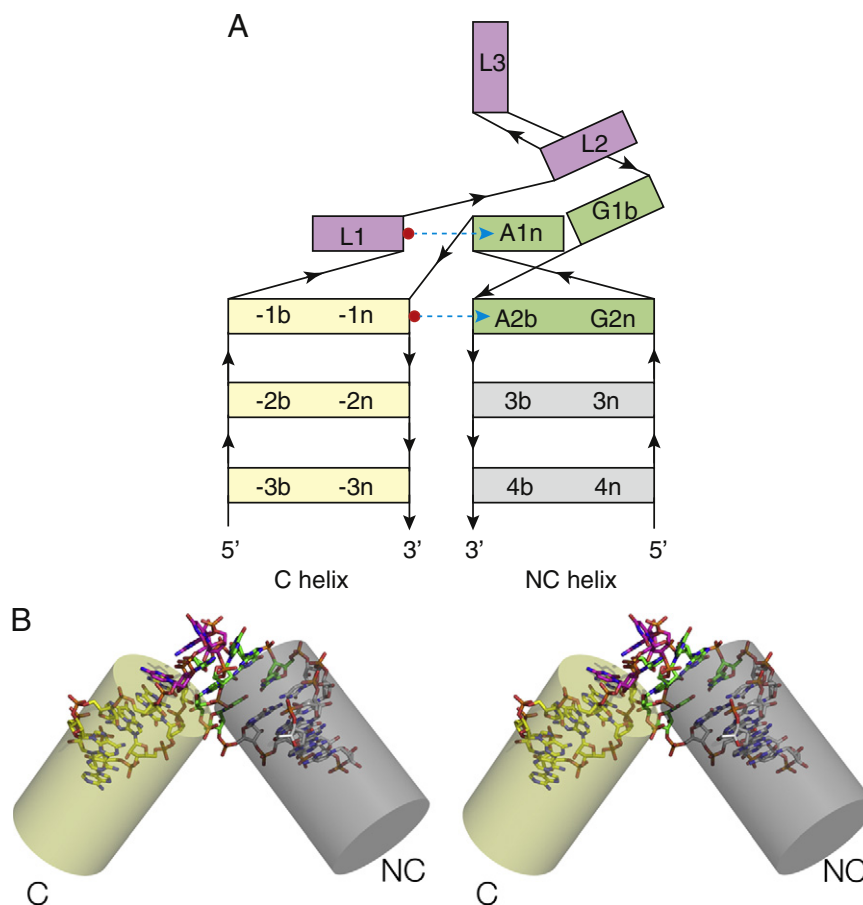 A
L3
L2
G1b
L1
A1n
-1b -1n
A2b G2n
-2b -2n
3b 3n
-3b -3n
4b 4n
5’ 3’ 3’ 5’
C helix NC helix
B
C NC C NC